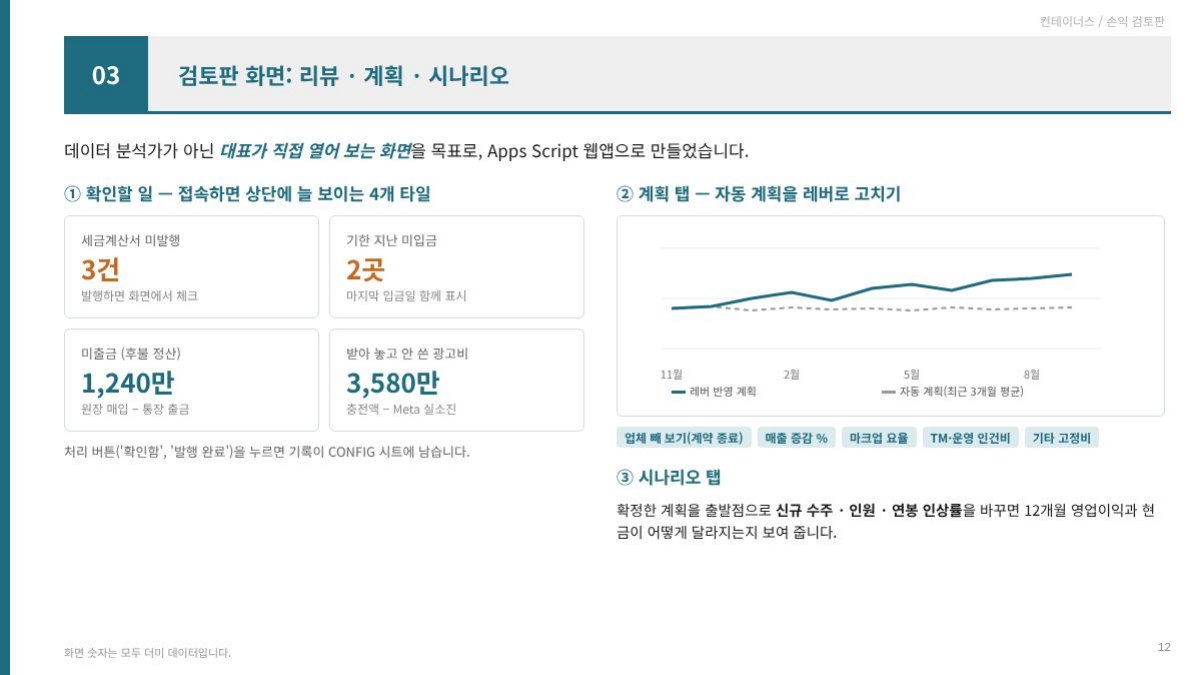 컨테이너스 / 손익 검토판
03
검토판 화면: 리뷰 · 계획 · 시나리오
데이터 분석가가 아닌 대표가 직접 열어 보는 화면을 목표로, Apps Script 웹앱으로 만들었습니다.
① 확인할 일 — 접속하면 상단에 늘 보이는 4개 타일
세금계산서 미발행
3건
발행하면 화면에서 체크
기한 지난 미입금
2곳
마지막 입금일 함께 표시
미출금 (후불 정산)
1,240만
원장 매입 − 통장 출금
받아 놓고 안 쓴 광고비
3,580만
충전액 − Meta 실소진
처리 버튼('확인함', '발행 완료')을 누르면 기록이 CONFIG 시트에 남습니다.
② 계획 탭 — 자동 계획을 레버로 고치기
11월 2월 5월 8월
레버 반영 계획 자동 계획(최근 3개월 평균)
업체 빼 보기(계약 종료) 매출 증감 % 마크업 요율 TM·운영 인건비 기타 고정비
③ 시나리오 탭
확정한 계획을 출발점으로 신규 수주 · 인원 · 연봉 인상률을 바꾸면 12개월 영업이익과 현
금이 어떻게 달라지는지 보여 줍니다.
화면 숫자는 모두 더미 데이터입니다.
12